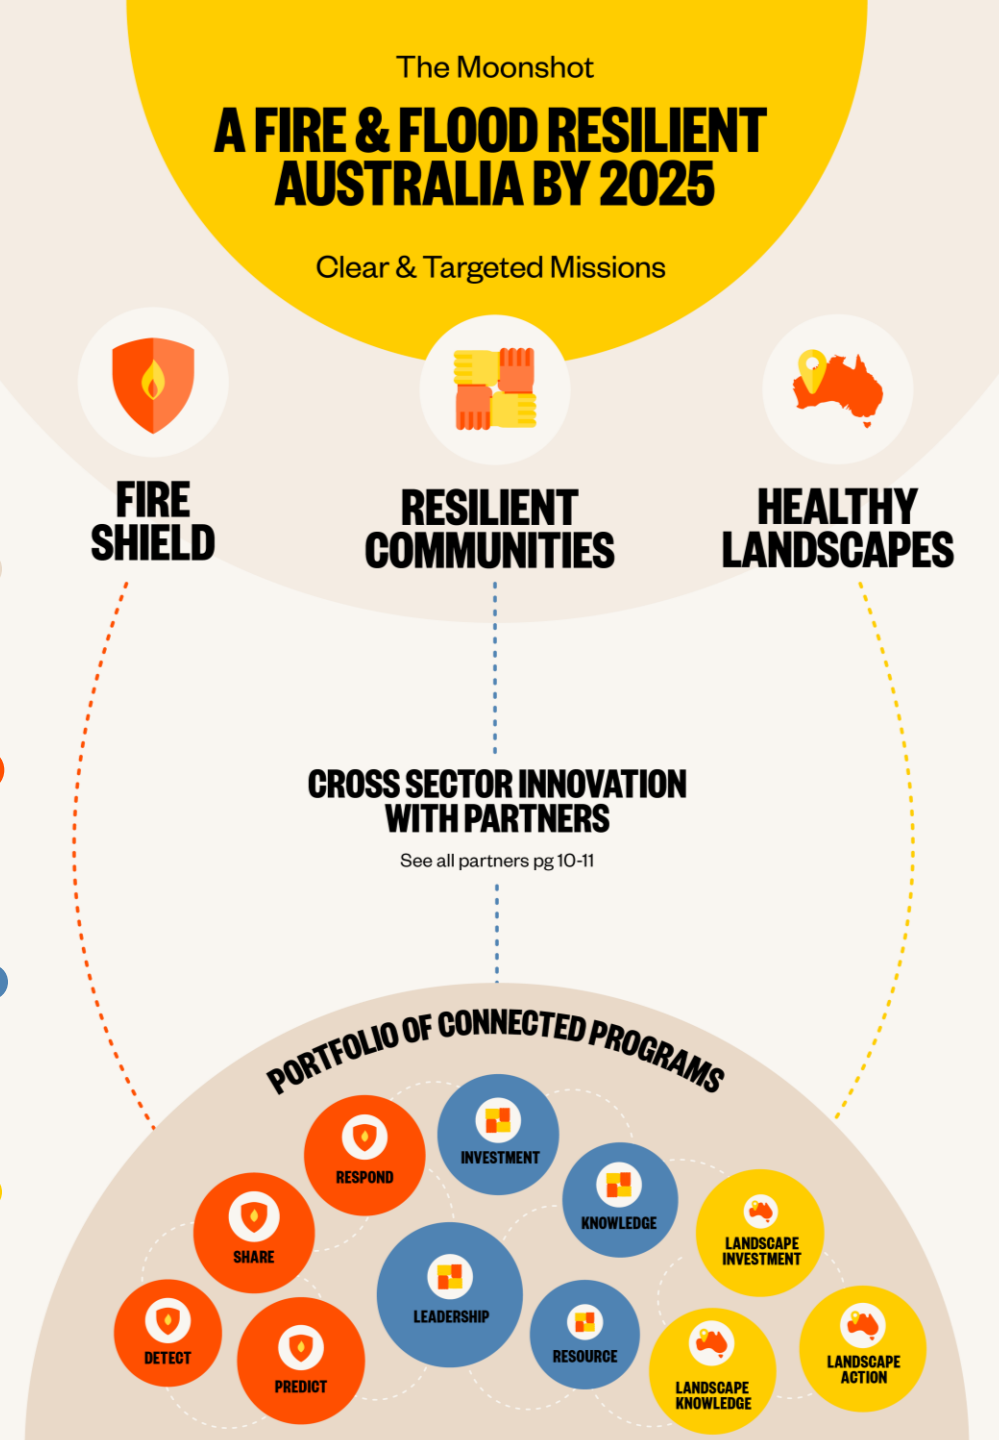 The Moonshot
A FIRE & FLOOD RESILIENT
AUSTRALIA BY 2025
Clear & Targeted Missions
FIRE
SHIELD
RESILIENT
COMMUNITIES
HEALTHY
LANDSCAPES
CROSS SECTOR INNOVATION
WITH PARTNERS
See all partners pg 10-11
PORTFOLIO OF CONNECTED PROGRAMS
RESPOND
INVESTMENT
SHARE
KNOWLEDGE
LANDSCAPE
INVESTMENT
LEADERSHIP
DETECT
PREDICT
RESOURCE
LANDSCAPE
KNOWLEDGE
LANDSCAPE
ACTION